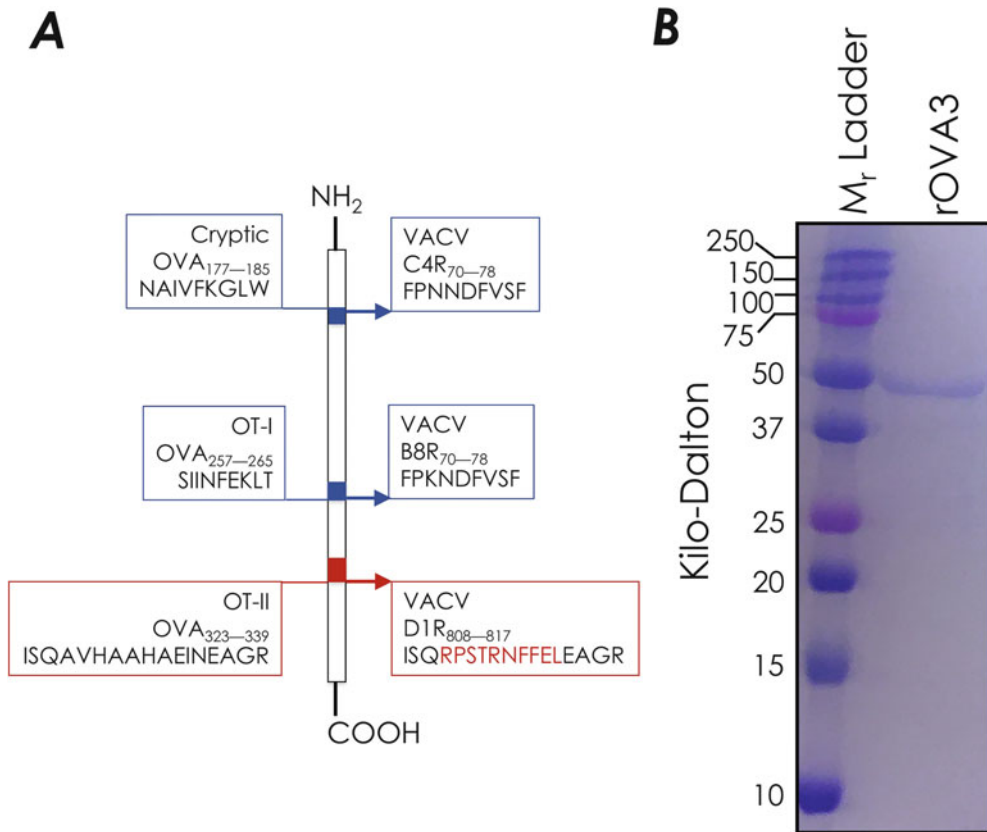 A
NH2
Cryptic
OVA177—185
NAIVFKGLW
VACV
C4R70—78
FPNNDFVSF
OT-I
OVA257—265
SIINFEKLT
VACV
B8R70—78
FPKNDFVSF
OT-II
OVA323—339
ISQAVHAAHAEINEAGR
VACV
D1R808—817
ISQRPSTRNFFELEAGR
COOH
B
Mr Ladder
rOVA3
Kilo-Dalton
250
150
100
75
50
37
25
20
15
10